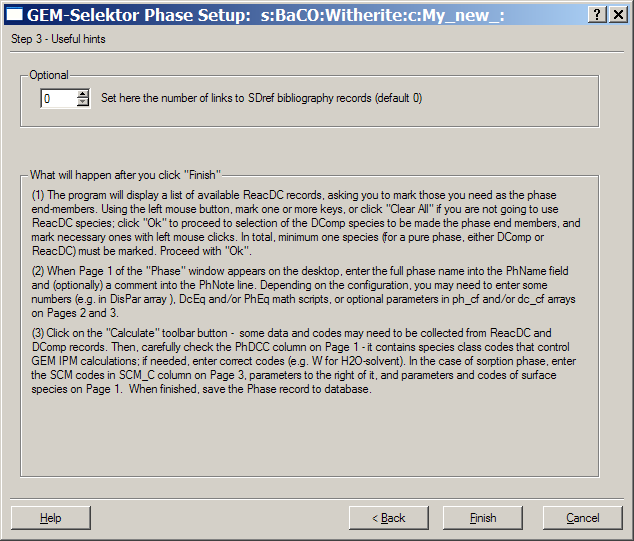 GEM-Selektor Phase Setup:  s:BaCO:Witherite:c:My_new_:
Step 3 - Useful hints
Optional
0 Set here the number of links to SDref bibliography records (default 0)
What will happen after you click "Finish"
(1) The program will display a list of available ReacDC records, asking you to mark those you need as the phase
end-members. Using the left mouse button, mark one or more keys, or click "Clear All" if you are not going to use
ReacDC species; click "Ok" to proceed to selection of the DComp species to be made the phase end members, and
mark necessary ones with left mouse clicks. In total, minimum one species (for a pure phase, either DComp or
ReacDC) must be marked. Proceed with "Ok".
(2) When Page 1 of the "Phase" window appears on the desktop, enter the full phase name into the PhName field
and (optionally) a comment into the PhNote line. Depending on the configuration, you may need to enter some
numbers (e.g. in DisPar array ), DcEq and/or PhEq math scripts, or optional parameters in ph_cf and/or dc_cf arrays
on Pages 2 and 3.
(3) Click on the "Calculate" toolbar button -  some data and codes may need to be collected from ReacDC and
DComp records. Then, carefully check the PhDCC column on Page 1 - it contains species class codes that control
GEM IPM calculations; if needed, enter correct codes (e.g. W for H2O-solvent). In the case of sorption phase, enter
the SCM codes in SCM_C column on Page 3, parameters to the right of it, and parameters and codes of surface
species on Page 1.  When finished, save the Phase record to database.
Help
< Back
Finish
Cancel